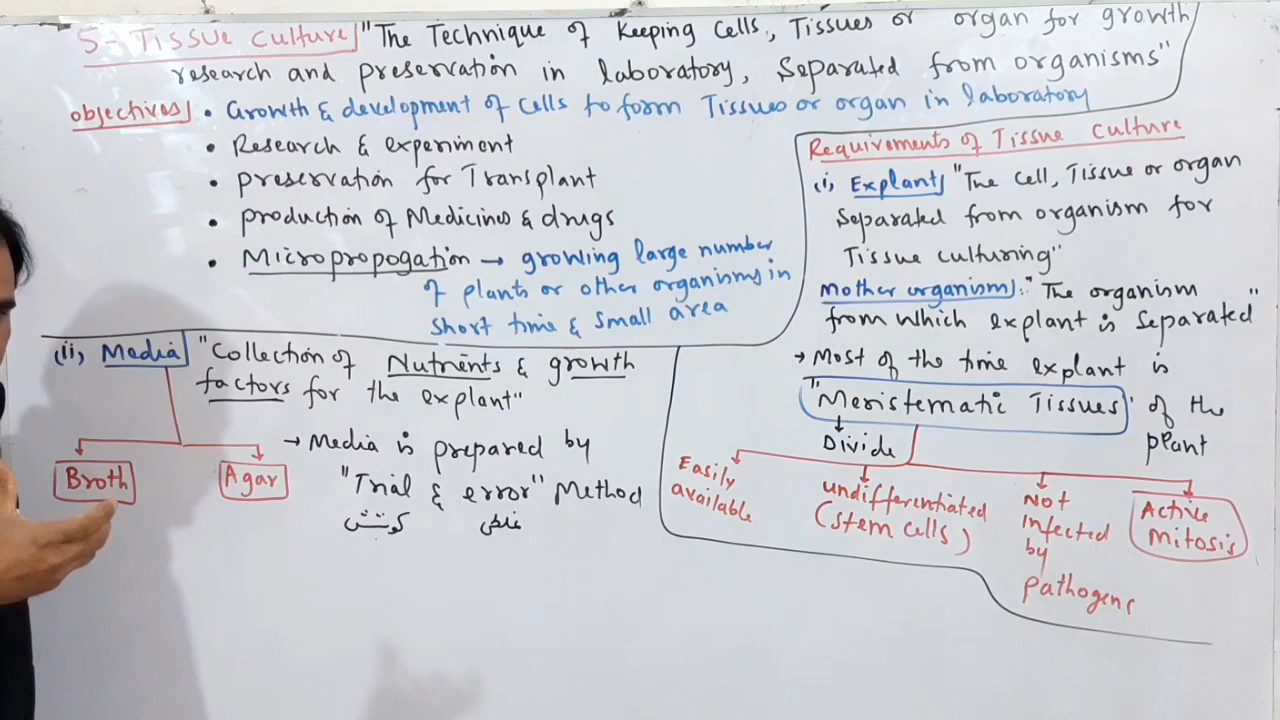 5- Tissue culture "The Technique of Keeping Cells, Tissues or organ for growth
research and preservation in laboratory, Separated from organisms"
objectives • Growth & development of cells to form Tissues or organ in laboratory
• Research & experiment
• preservation for Transplant
• production of Medicines & drugs
• Micropropogation → growing large number
of plants or other organisms in
short time & small area
Requirements of Tissue culture
(i) Explant "The cell, Tissue or organ
Separated from organism for
Tissue culturing"
Mother organism:" The organism
from which explant is separated"
→ Most of the time explant is
"Meristematic Tissues" of the
plant
Divide
Easily
available
undifferentiated
(stem cells)
Not
infected
by
pathogens
Active
mitosis
(ii) Media "Collection of Nutrients & growth
factors for the explant"
Broth
Agar
→ Media is prepared by
"Trial & error" Method
کوشش غلطی